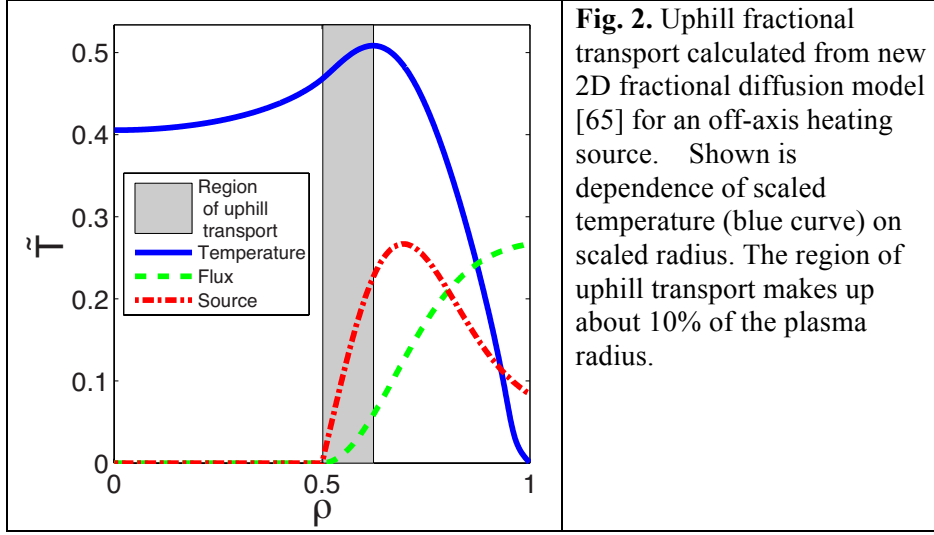 0.5
0.4
0.3
0.2
0.1
0
T̃
0
0.5
1
ρ
Region
of uphill
transport
Temperature
Flux
Source
Fig. 2. Uphill fractional
transport calculated from new
2D fractional diffusion model
[65] for an off-axis heating
source. Shown is
dependence of scaled
temperature (blue curve) on
scaled radius. The region of
uphill transport makes up
about 10% of the plasma
radius.